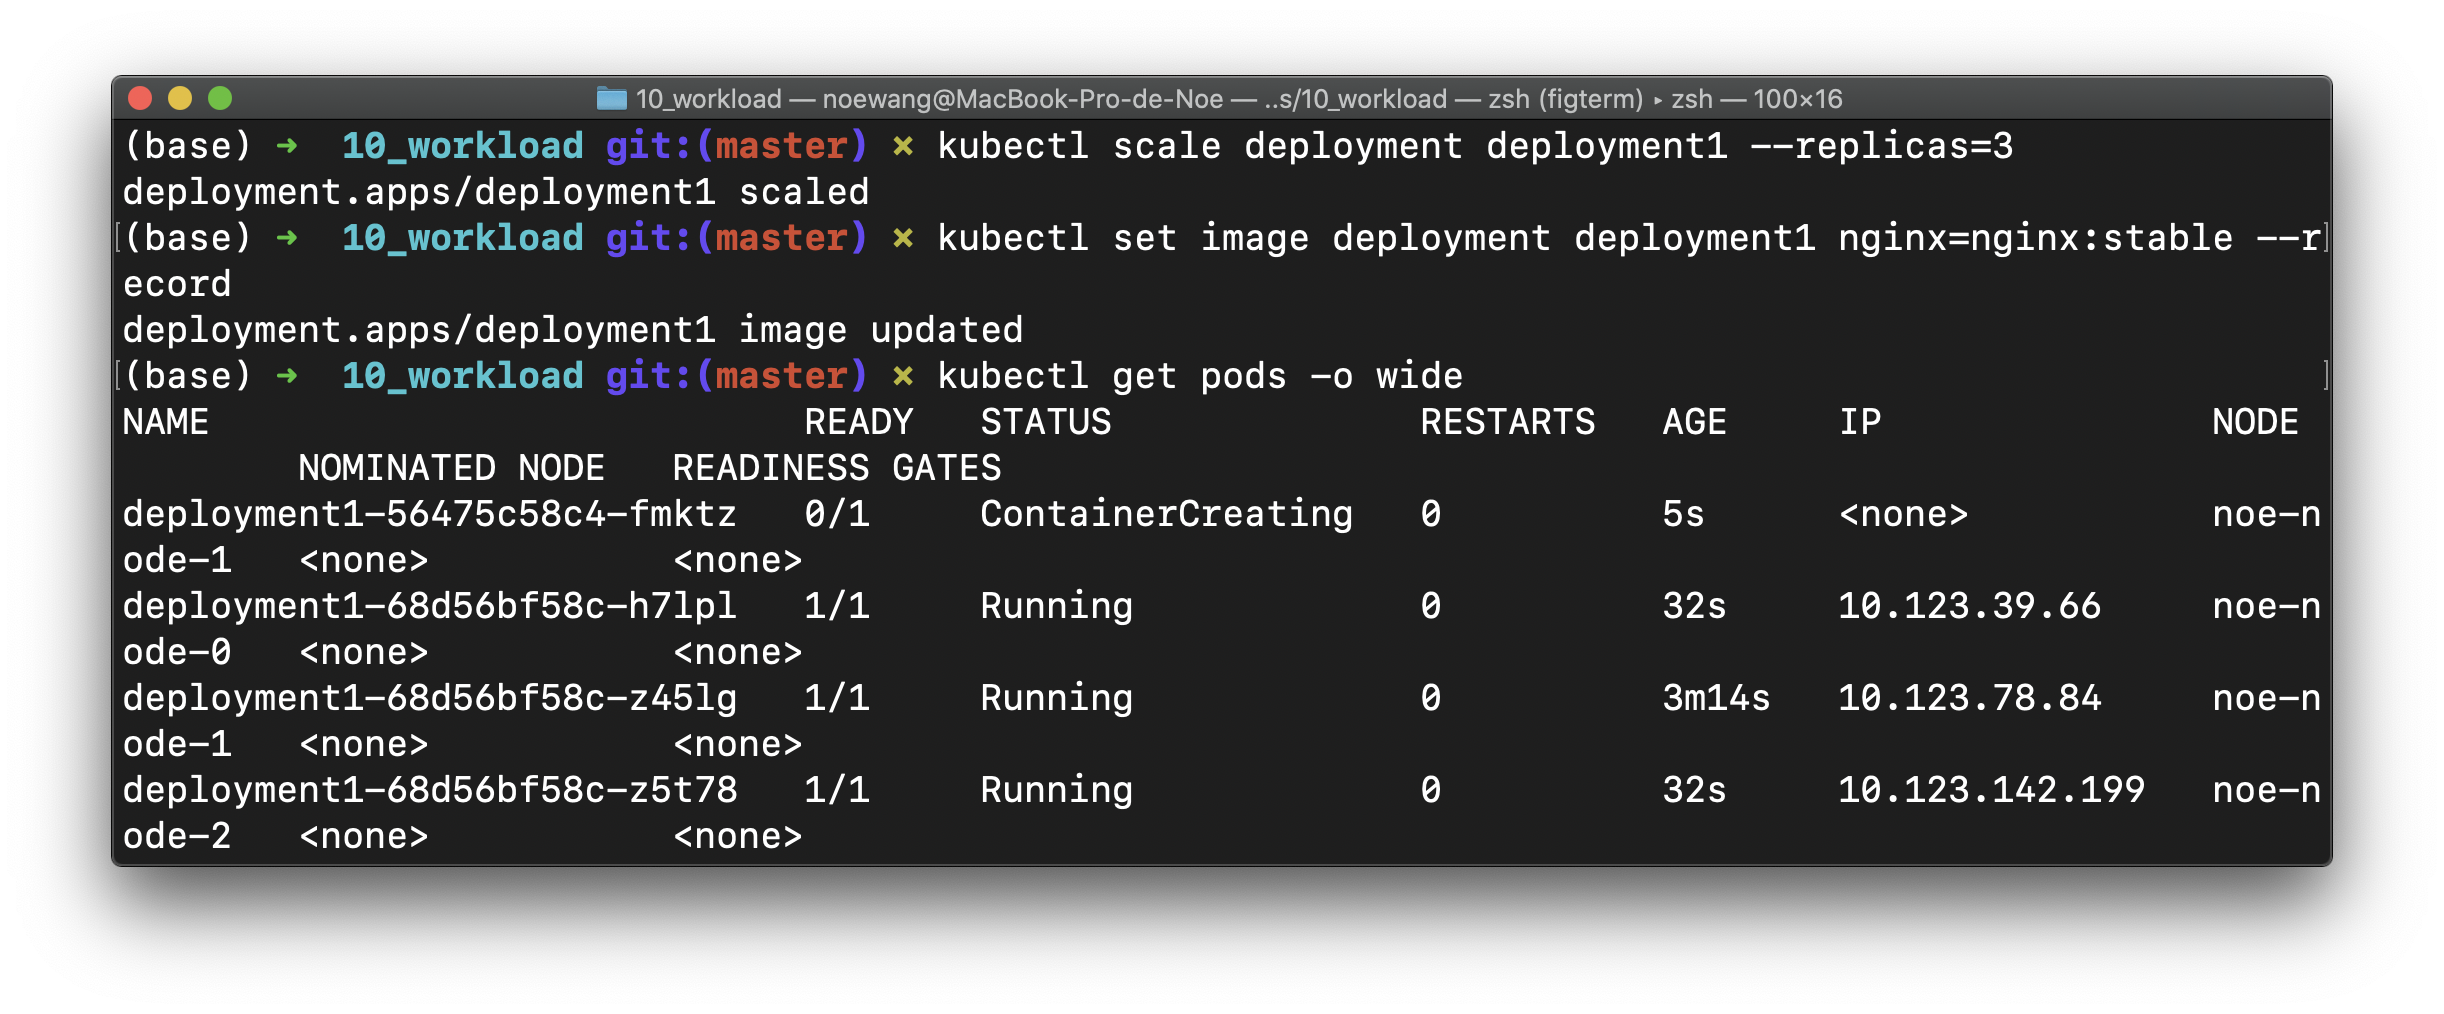 10_workload — noewang@MacBook-Pro-de-Noe — ..s/10_workload — zsh (figterm) ▸ zsh — 100×16
(base) ➜  10_workload git:(master) ✗ kubectl scale deployment deployment1 --replicas=3
deployment.apps/deployment1 scaled
[(base) ➜  10_workload git:(master) ✗ kubectl set image deployment deployment1 nginx=nginx:stable --r]
ecord
deployment.apps/deployment1 image updated
[(base) ➜  10_workload git:(master) ✗ kubectl get pods -o wide                                       ]
NAME                           READY   STATUS              RESTARTS   AGE     IP               NODE
        NOMINATED NODE   READINESS GATES
deployment1-56475c58c4-fmktz   0/1     ContainerCreating   0          5s      <none>           noe-n
ode-1   <none>           <none>
deployment1-68d56bf58c-h7lpl   1/1     Running             0          32s     10.123.39.66     noe-n
ode-0   <none>           <none>
deployment1-68d56bf58c-z45lg   1/1     Running             0          3m14s   10.123.78.84     noe-n
ode-1   <none>           <none>
deployment1-68d56bf58c-z5t78   1/1     Running             0          32s     10.123.142.199   noe-n
ode-2   <none>           <none>